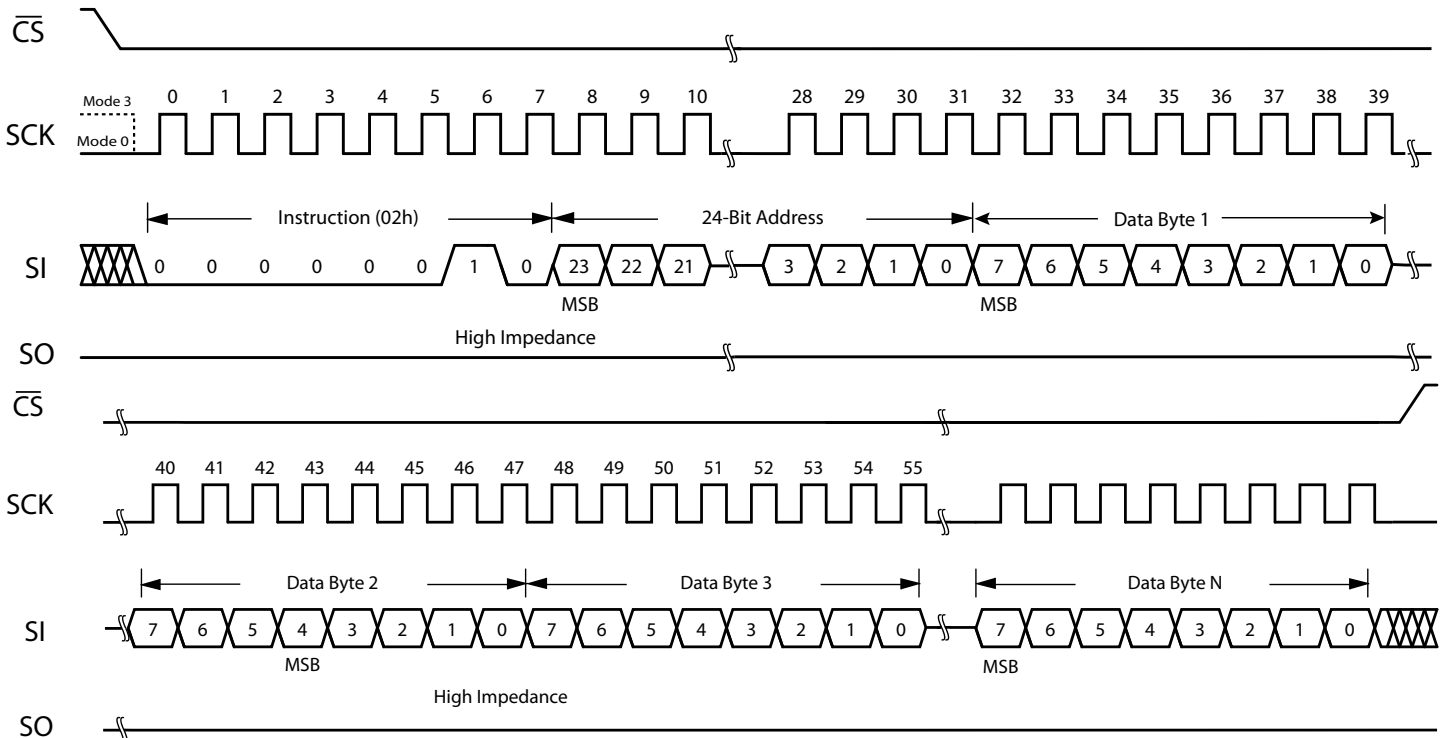 CS
Mode 3
Mode 0
SCK
0 1 2 3 4 5 6 7 8 9 10 28 29 30 31 32 33 34 35 36 37 38 39
Instruction (02h) 24-Bit Address Data Byte 1
SI 0 0 0 0 0 0 1 0 23 22 21 3 2 1 0 7 6 5 4 3 2 1 0
MSB MSB
High Impedance
SO
CS
40 41 42 43 44 45 46 47 48 49 50 51 52 53 54 55
SCK
Data Byte 2 Data Byte 3 Data Byte N
SI 7 6 5 4 3 2 1 0 7 6 5 4 3 2 1 0 7 6 5 4 3 2 1 0
MSB MSB
High Impedance
SO